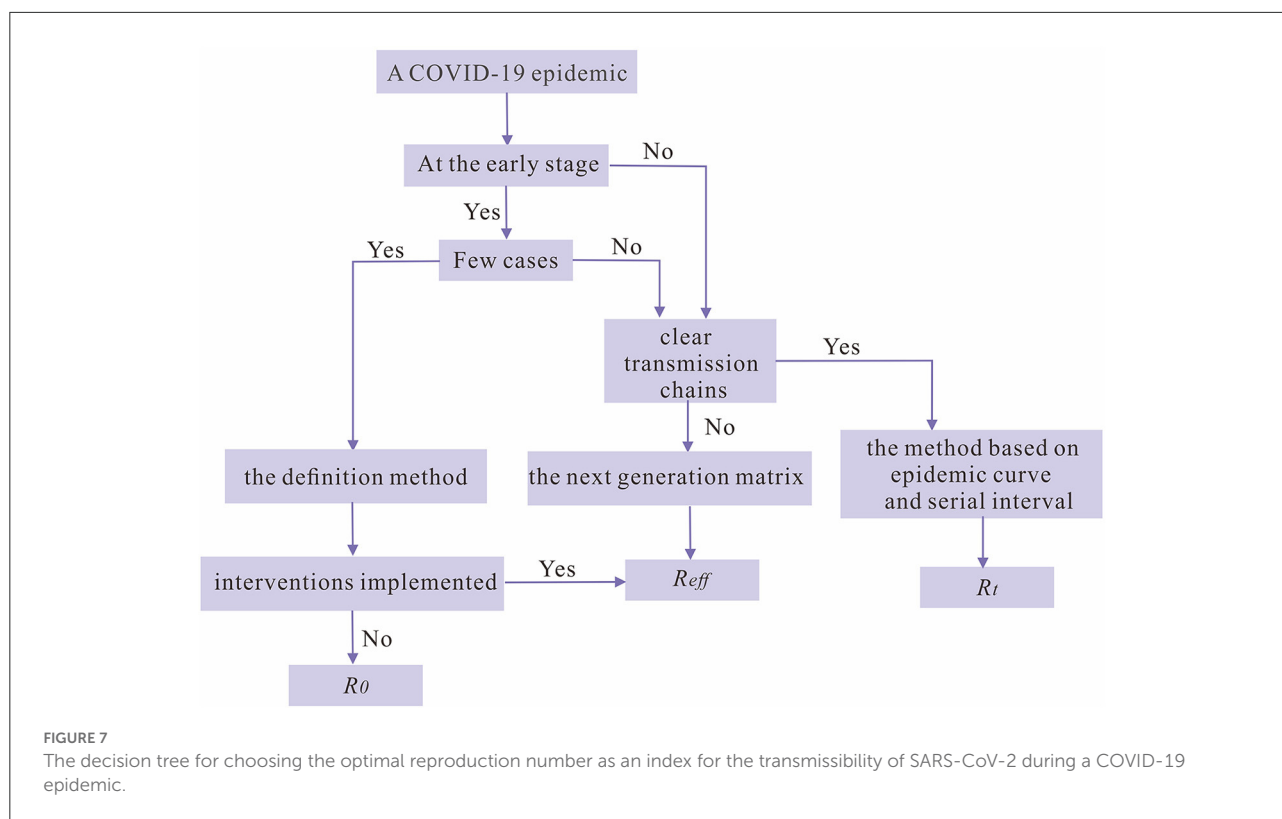 A COVID-19 epidemic
At the early stage
No
Yes
Yes
Few cases
No
clear
transmission
chains
Yes
No
the definition method
the next generation matrix
the method based on
epidemic curve
and serial interval
interventions implemented
Yes
Reff
Rt
No
R0
FIGURE 7
The decision tree for choosing the optimal reproduction number as an index for the transmissibility of SARS-CoV-2 during a COVID-19
epidemic.